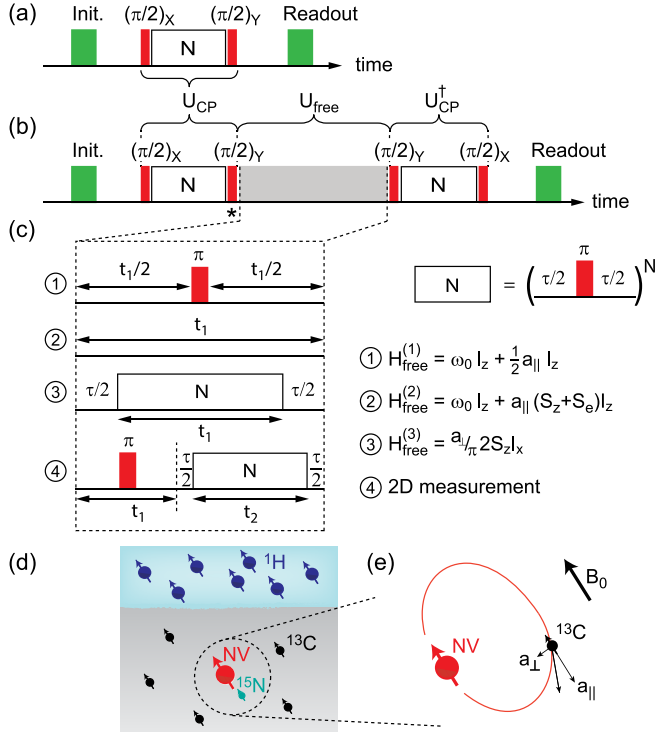 (a)
Init. (π/2)X (π/2)Y Readout
N
time
UCP Ufree U†CP
(b)
Init. (π/2)X (π/2)Y (π/2)Y (π/2)X Readout
N N
time
*
(c)
π
① t1/2 t1/2
N = ( τ/2 π τ/2 )N
t1
②
① H(1)free = ω0 Iz + ½ a|| Iz
② H(2)free = ω0 Iz + a|| (Sz+Se)Iz
③ τ/2 N τ/2
t1
③ H(3)free = a⊥/π 2SzIx
π
④ τ/2 N τ/2
④ 2D measurement
t1 t2
(d) (e)
1H
B0
13C 13C
NV NV
15N
a⊥
a||